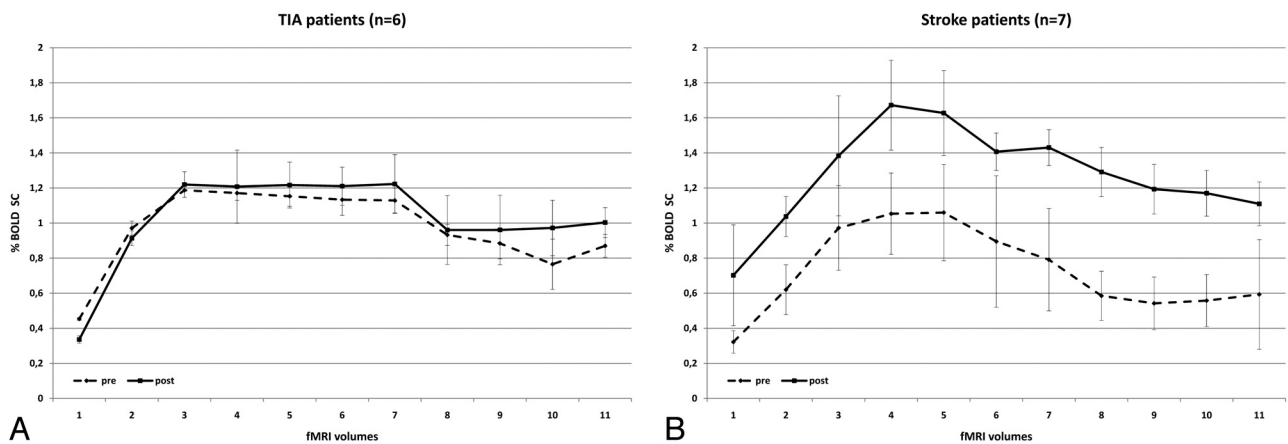 TIA patients (n=6)
% BOLD SC
2
1,8
1,6
1,4
1,2
1
0,8
0,6
0,4
0,2
0
pre post
1 2 3 4 5 6 7 8 9 10 11
fMRI volumes
A
Stroke patients (n=7)
% BOLD SC
2
1,8
1,6
1,4
1,2
1
0,8
0,6
0,4
0,2
0
pre post
1 2 3 4 5 6 7 8 9 10 11
fMRI volumes
B